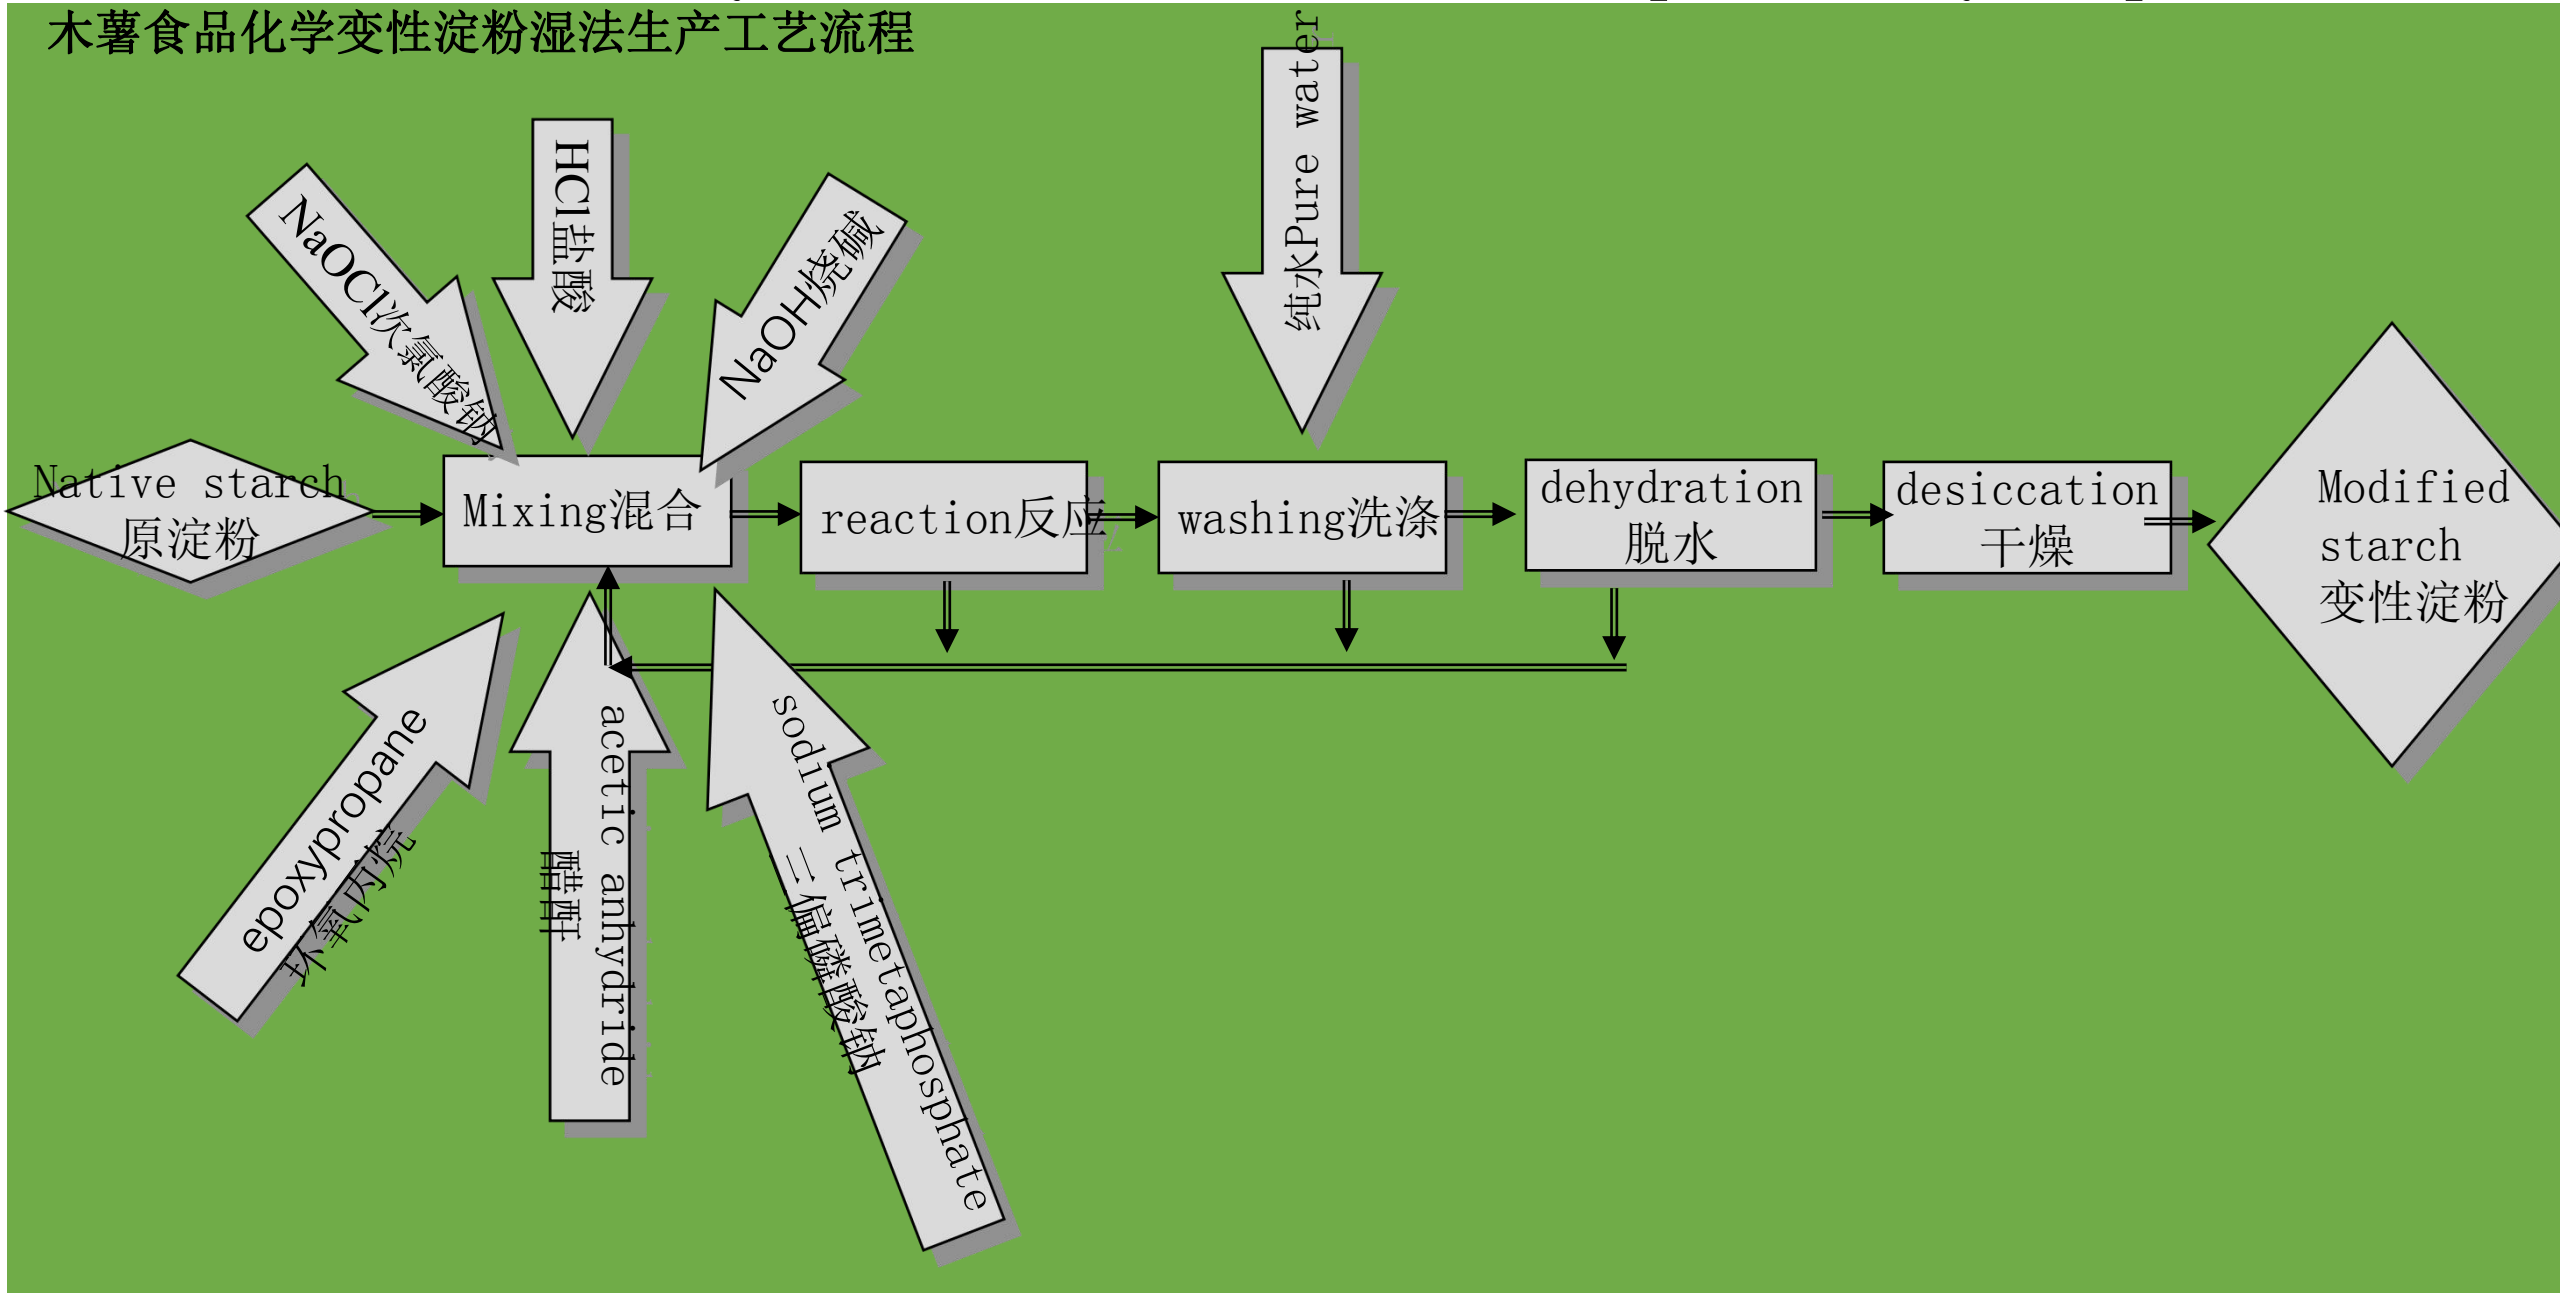 木薯食品化学变性淀粉湿法生产工艺流程
NaOCl次氯酸钠
HCl盐酸
NaOH烧碱
纯水Pure water
Native starch
原淀粉
Mixing混合
reaction反应
washing洗涤
dehydration
脱水
desiccation
干燥
Modified
starch
变性淀粉
epoxypropane
环氧丙烷
acetic anhydride
醋酐
sodium trimetaphosphate
三偏磷酸钠